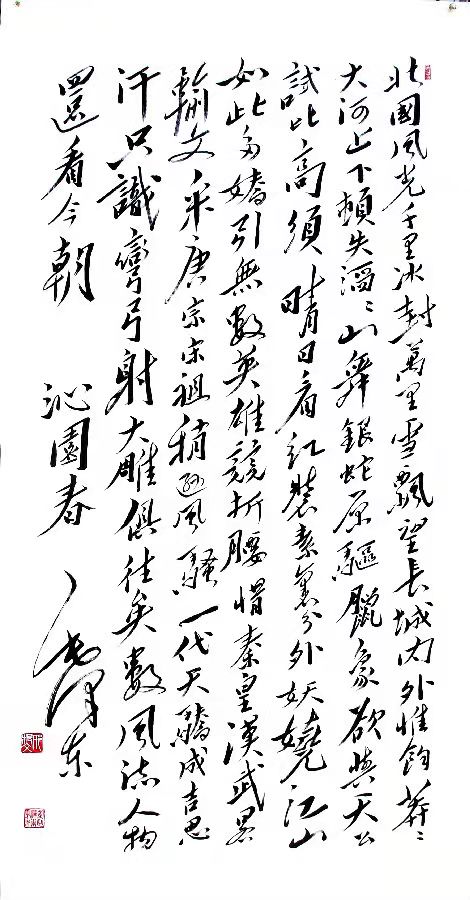 北國風光千里冰封萬里雪飄望長城内外惟餘莽〻
大河上下頓失滔〻山舞銀蛇原驅臘象欲與天公
試比高須晴日看紅裝素裹分外妖嬈江山
如此多嬌引無數英雄競折腰惜秦皇漢武畧
輸文采唐宗宋祖稍遜風騷一代天驕成吉思
汗只識彎弓射大雕俱往矣數風流人物
還看今朝 沁園春 毛澤东